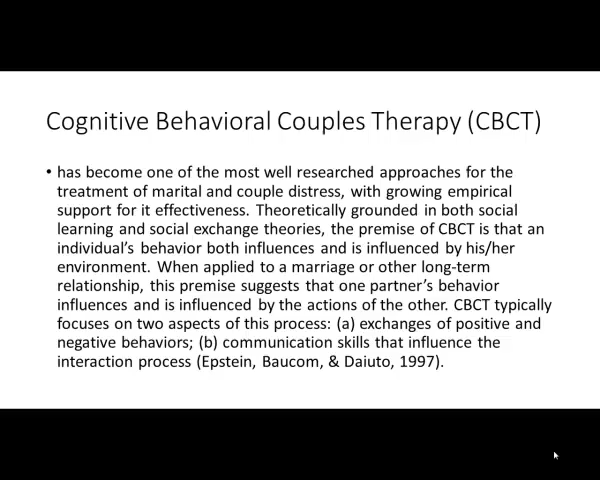 Cognitive Behavioral Couples Therapy (CBCT)
• has become one of the most well researched approaches for the
treatment of marital and couple distress, with growing empirical
support for it effectiveness. Theoretically grounded in both social
learning and social exchange theories, the premise of CBCT is that an
individual's behavior both influences and is influenced by his/her
environment. When applied to a marriage or other long-term
relationship, this premise suggests that one partner's behavior
influences and is influenced by the actions of the other. CBCT typically
focuses on two aspects of this process: (a) exchanges of positive and
negative behaviors; (b) communication skills that influence the
interaction process (Epstein, Baucom, & Daiuto, 1997).